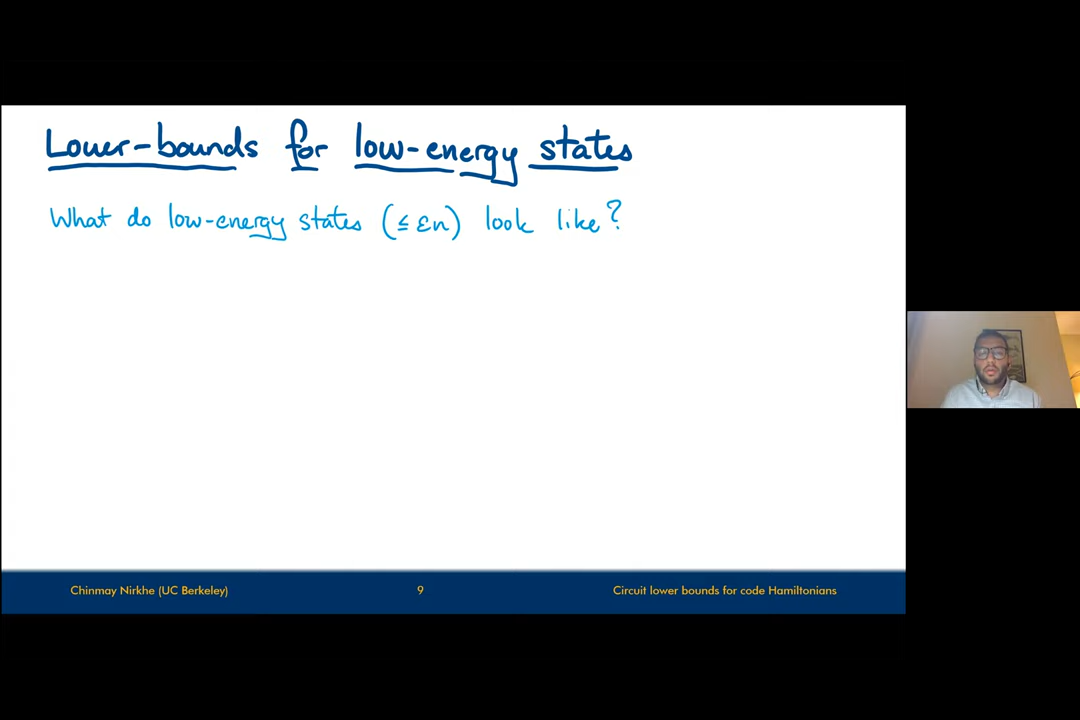 Lower-bounds for low-energy states
What do low-energy states (≤ εn) look like?
Chinmay Nirkhe (UC Berkeley) 9 Circuit lower bounds for code Hamiltonians